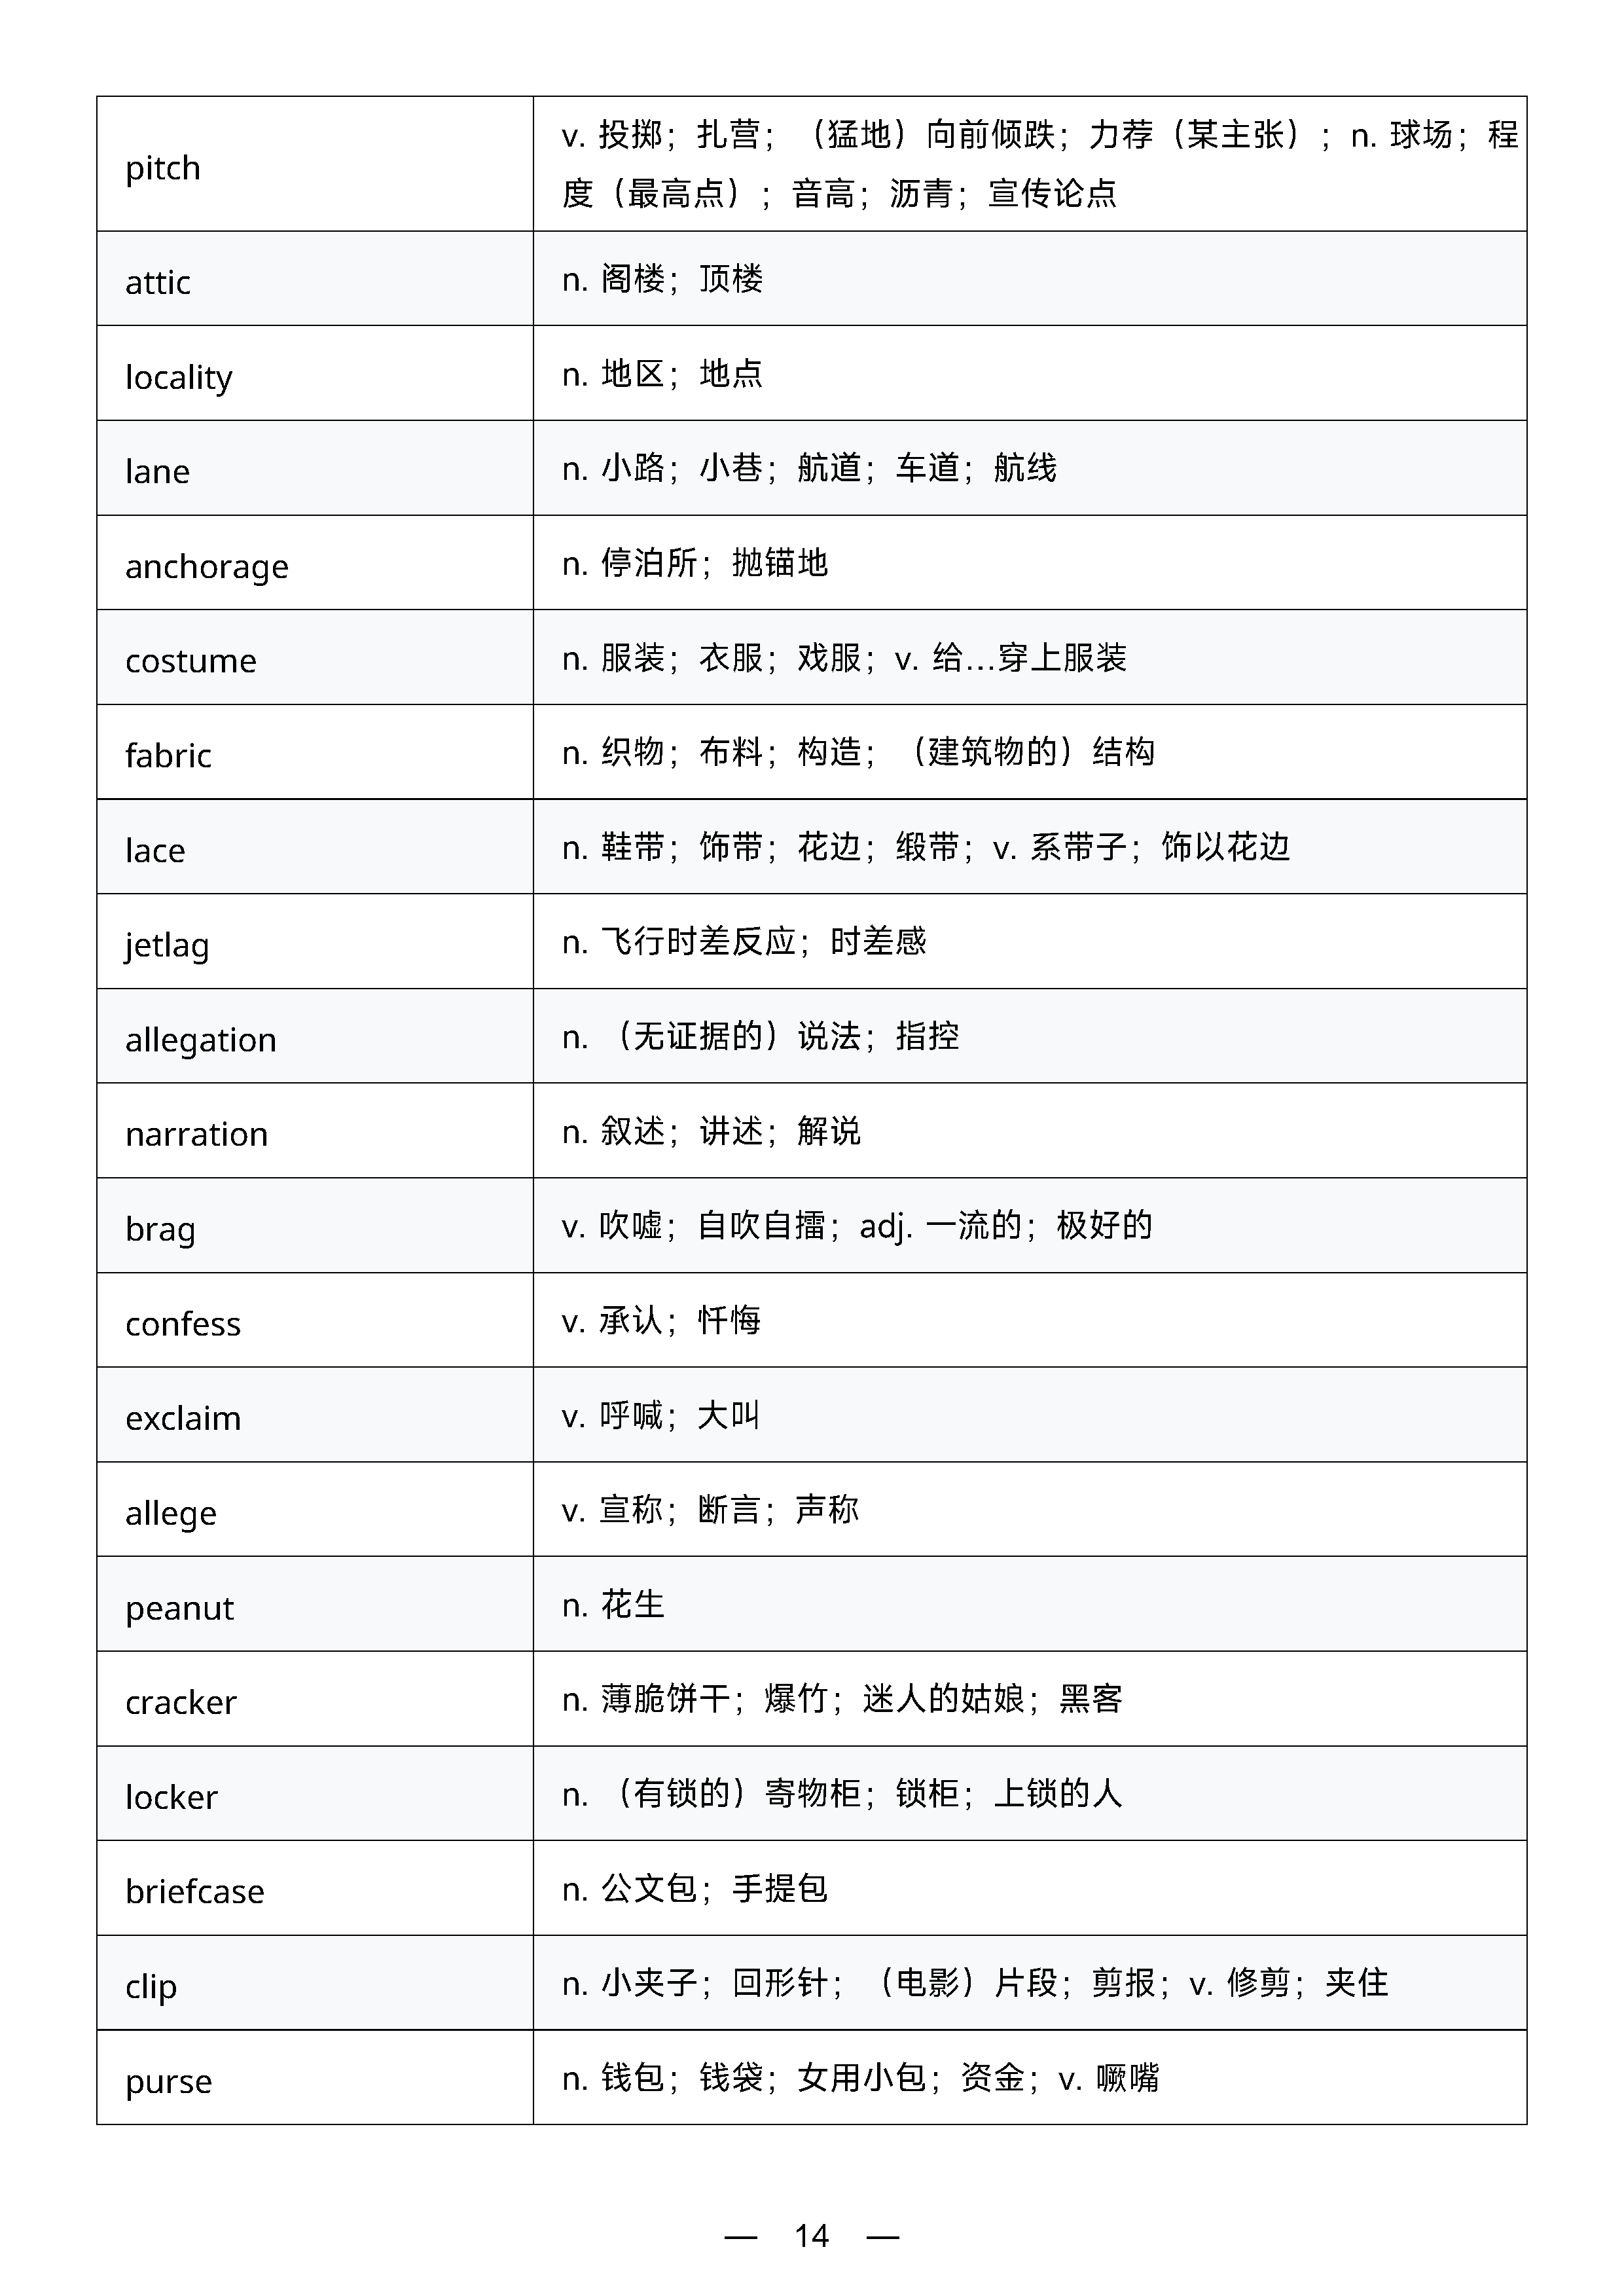 pitch
v. 投掷；扎营；（猛地）向前倾跌；力荐（某主张）；n. 球场；程
度（最高点）；音高；沥青；宣传论点
attic
n. 阁楼；顶楼
locality
n. 地区；地点
lane
n. 小路；小巷；航道；车道；航线
anchorage
n. 停泊所；抛锚地
costume
n. 服装；衣服；戏服；v. 给…穿上服装
fabric
n. 织物；布料；构造；（建筑物的）结构
lace
n. 鞋带；饰带；花边；缎带；v. 系带子；饰以花边
jetlag
n. 飞行时差反应；时差感
allegation
n. （无证据的）说法；指控
narration
n. 叙述；讲述；解说
brag
v. 吹嘘；自吹自擂；adj. 一流的；极好的
confess
v. 承认；忏悔
exclaim
v. 呼喊；大叫
allege
v. 宣称；断言；声称
peanut
n. 花生
cracker
n. 薄脆饼干；爆竹；迷人的姑娘；黑客
locker
n. （有锁的）寄物柜；锁柜；上锁的人
briefcase
n. 公文包；手提包
clip
n. 小夹子；回形针；（电影）片段；剪报；v. 修剪；夹住
purse
n. 钱包；钱袋；女用小包；资金；v. 噘嘴
— 14 —